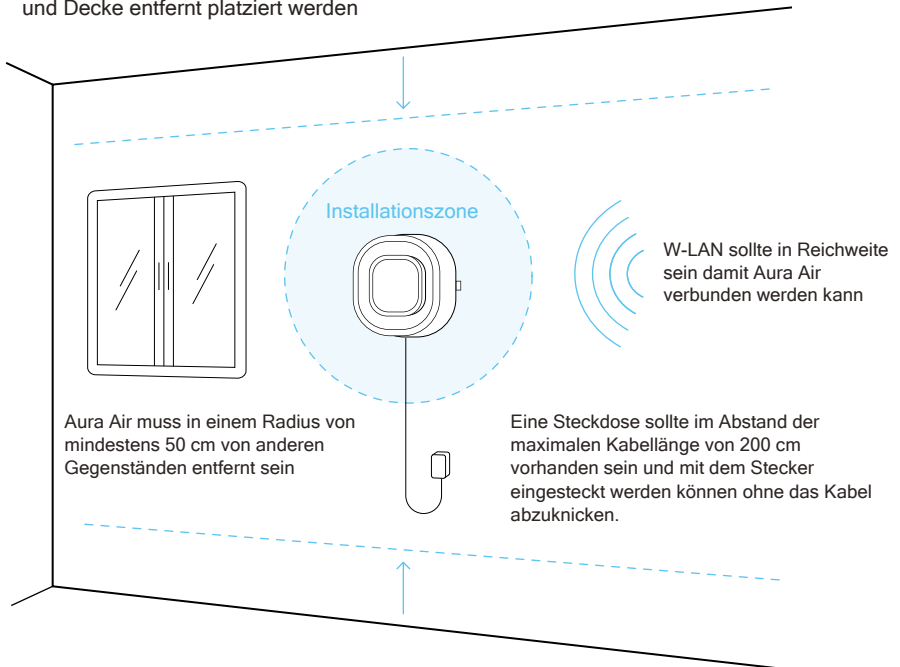 und Decke entfernt platziert werden
Installationszone
W-LAN sollte in Reichweite
sein damit Aura Air
verbunden werden kann
Aura Air muss in einem Radius von
mindestens 50 cm von anderen
Gegenständen entfernt sein
Eine Steckdose sollte im Abstand der
maximalen Kabellänge von 200 cm
vorhanden sein und mit dem Stecker
eingesteckt werden können ohne das Kabel
abzuknicken.